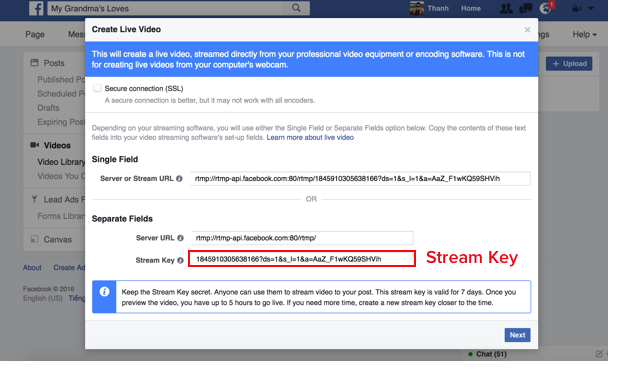 My Grandma's Loves
Thanh
Home
Page
Help
Create Live Video
This will create a live video, streamed directly from your professional video equipment or encoding software. This is not
for creating live videos from your computer's webcam.
Posts
Published
Scheduled
Drafts
Expiring
Videos
Video Library
Videos
Lead Ads
Forms
Canvas
Upload
Secure connection (SSL)
A secure connection is better, but it may not work with all encoders.
Depending on your streaming software, you will use either the Single Field or Separate Fields option below. Copy the contents of these text
fields into your video streaming software's set-up fields. Learn more about live video
Single Field
Server or Stream URL rtmp://rtmp-api.facebook.com:80/rtmp/1845910305638166?ds=1&s_l=1&a=AaZ_F1wKQ59SHVih
OR
Separate Fields
Server URL rtmp://rtmp-api.facebook.com:80/rtmp/
Stream Key 1845910305638166?ds=1&s_l=1&a=AaZ_F1wKQ59SHVih
Stream Key
Keep the Stream Key secret. Anyone can use them to stream video to your post. This stream key is valid for 7 days. Once you
preview the video, you have up to 5 hours to go live. If you need more time, create a new stream key closer to the time.
Next
About Create Ad
Facebook © 2016
English (US) Tiếng
Chat (51)